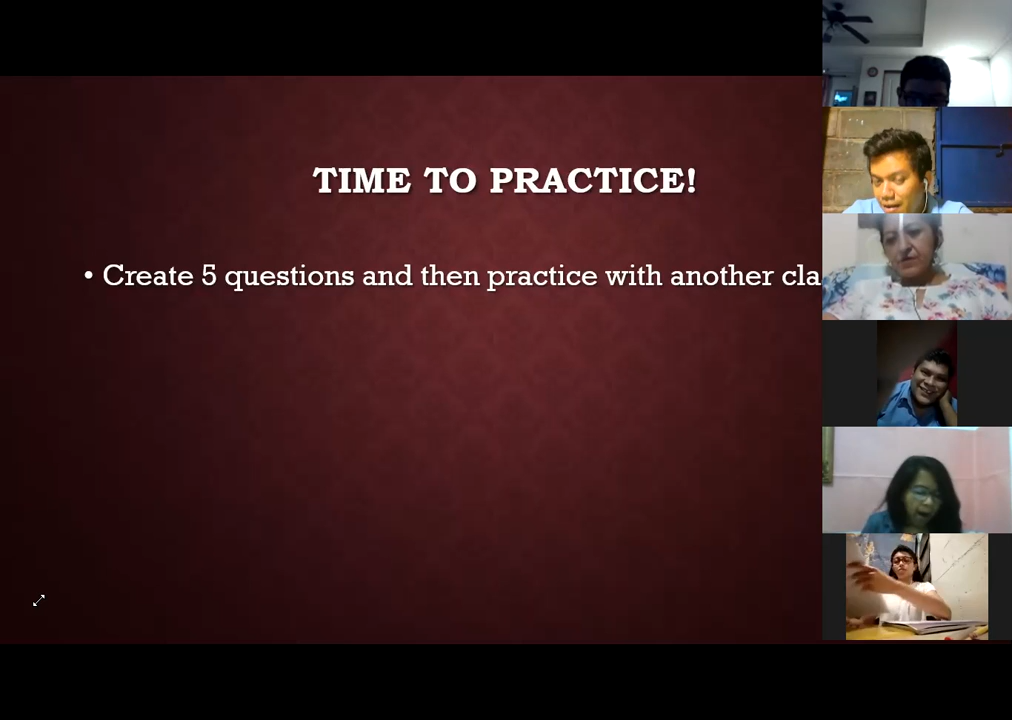 TIME TO PRACTICE!
• Create 5 questions and then practice with another cla